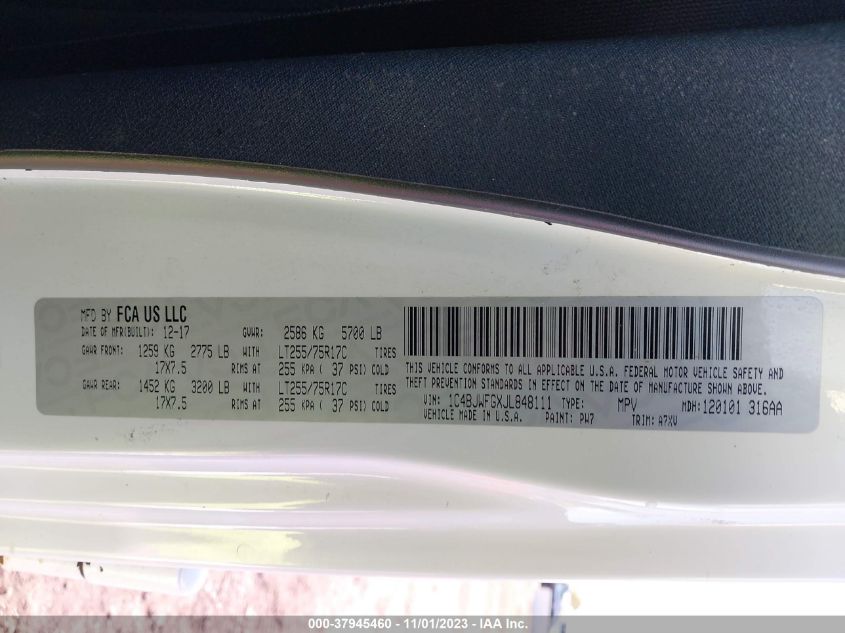 MFD BY FCA US LLC
DATE OF MFR(BUILT): 12-17 GVWR: 2586 KG 5700 LB
GAWR FRONT: 1259 KG 2775 LB WITH LT255/75R17C TIRES
17X7.5 RIMS AT 255 KPA ( 37 PSI) COLD
GAWR REAR: 1452 KG 3200 LB WITH LT255/75R17C TIRES
17X7.5 RIMS AT 255 KPA ( 37 PSI) COLD
THIS VEHICLE CONFORMS TO ALL APPLICABLE U.S.A. FEDERAL MOTOR VEHICLE SAFETY AND
THEFT PREVENTION STANDARDS IN EFFECT ON THE DATE OF MANUFACTURE SHOWN ABOVE.
VIN: 1C4BJWFGXJL848111 TYPE: MPV MDH:120101 316AA
VEHICLE MADE IN U.S.A. PAINT: PW7 TRIM: A7XV
000-37945460 - 11/01/2023 - IAA Inc.